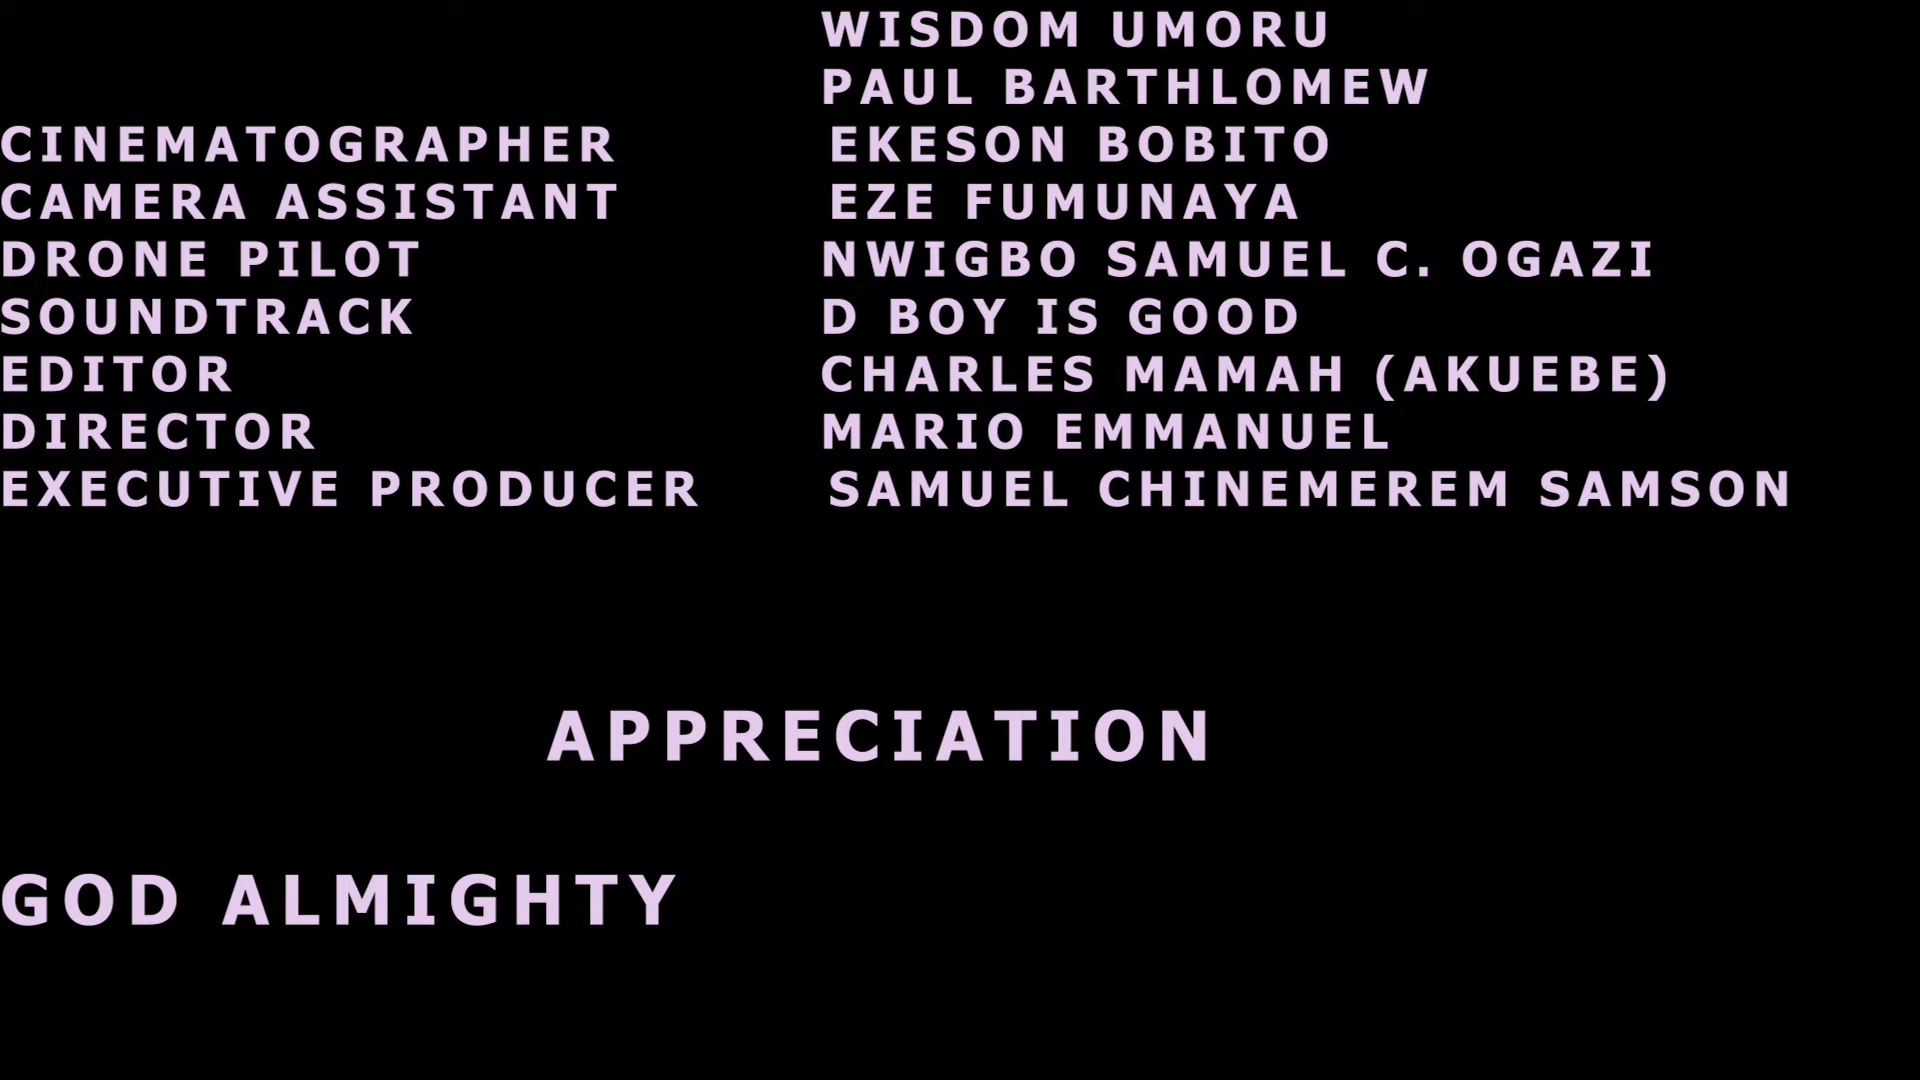 WISDOM UMORU
PAUL BARTHLOMEW
CINEMATOGRAPHER EKESON BOBITO
CAMERA ASSISTANT EZE FUMUNAYA
DRONE PILOT NWIGBO SAMUEL C. OGAZI
SOUNDTRACK D BOY IS GOOD
EDITOR CHARLES MAMAH (AKUEBE)
DIRECTOR MARIO EMMANUEL
EXECUTIVE PRODUCER SAMUEL CHINEMEREM SAMSON
APPRECIATION
GOD ALMIGHTY